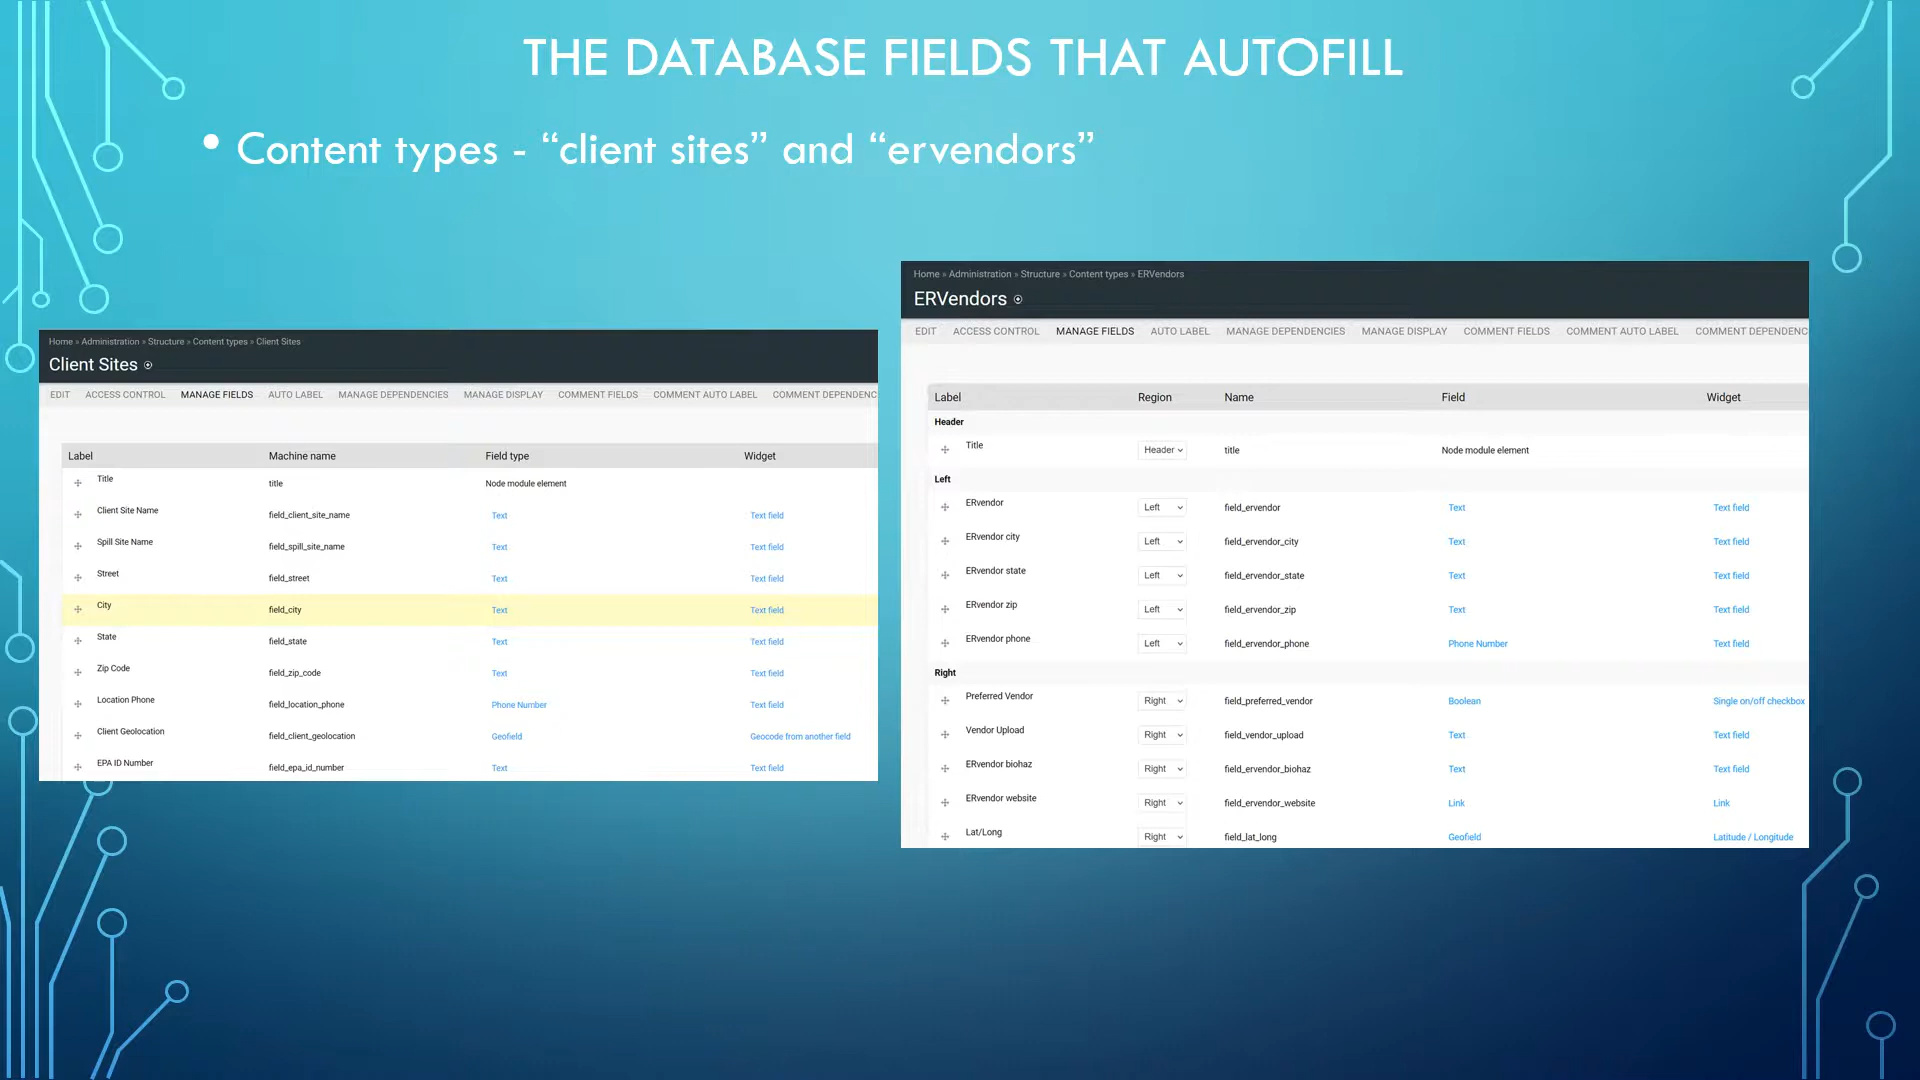 THE DATABASE FIELDS THAT AUTOFILL
• Content types - “client sites” and “ervendors”
Home » Administration » Structure » Content types » Client Sites
Client Sites
EDIT ACCESS CONTROL MANAGE FIELDS AUTO LABEL MANAGE DEPENDENCIES MANAGE DISPLAY COMMENT FIELDS COMMENT AUTO LABEL COMMENT DEPENDENC
Label Machine name Field type Widget
Title title Node module element
Client Site Name field_client_site_name Text Text field
Spill Site Name field_spill_site_name Text Text field
Street field_street Text Text field
City field_city Text Text field
State field_state Text Text field
Zip Code field_zip_code Text Text field
Location Phone field_location_phone Phone Number Text field
Client Geolocation field_client_geolocation Geofield Geocode from another field
EPA ID Number field_epa_id_number Text Text field
Home » Administration » Structure » Content types » ERVendors
ERVendors
EDIT ACCESS CONTROL MANAGE FIELDS AUTO LABEL MANAGE DEPENDENCIES MANAGE DISPLAY COMMENT FIELDS COMMENT AUTO LABEL COMMENT DEPENDENC
Label Region Name Field Widget
Header
Title Header title Node module element
Left
ERvendor Left field_ervendor Text Text field
ERvendor city Left field_ervendor_city Text Text field
ERvendor state Left field_ervendor_state Text Text field
ERvendor zip Left field_ervendor_zip Text Text field
ERvendor phone Left field_ervendor_phone Phone Number Text field
Right
Preferred Vendor Right field_preferred_vendor Boolean Single on/off checkbox
Vendor Upload Right field_vendor_upload Text Text field
ERvendor biohaz Right field_ervendor_biohaz Text Text field
ERvendor website Right field_ervendor_website Link Link
Lat/Long Right field_lat_long Geofield Latitude / Longitude